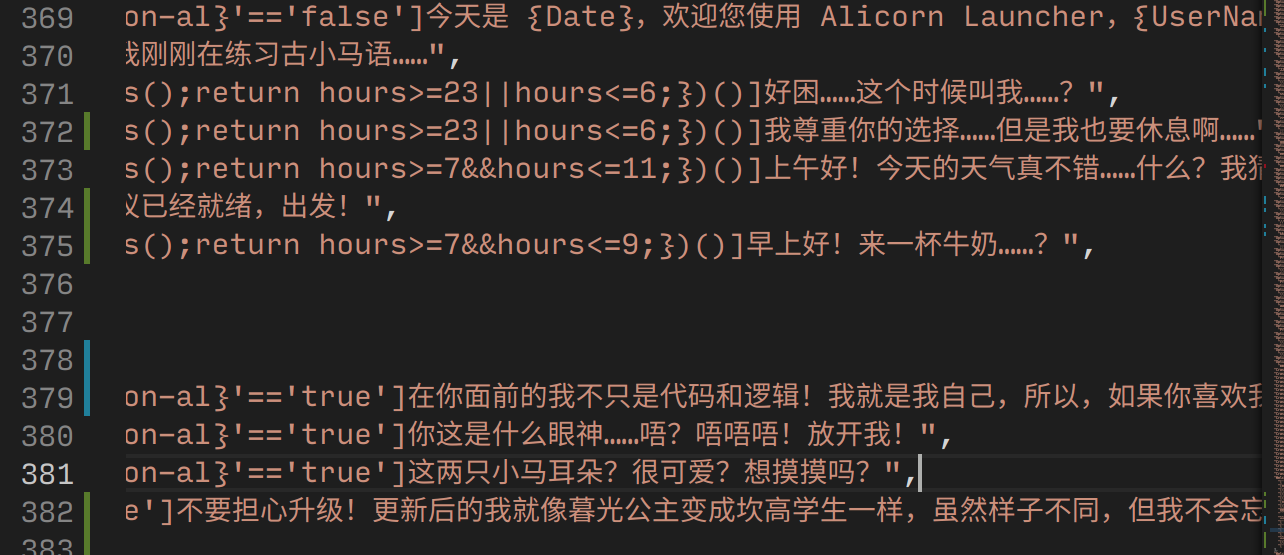 369 on-al}'=='false']今天是 {Date}，欢迎您使用 Alicorn Launcher，{UserNa
370 我刚刚在练习古小马语……",
371 s();return hours>=23||hours<=6;})()]好困……这个时候叫我……？",
372 s();return hours>=23||hours<=6;})()]我尊重你的选择……但是我也要休息啊……"
373 s();return hours>=7&&hours<=11;})()]上午好！今天的天气真不错……什么？我猜
374 议已经就绪，出发！",
375 s();return hours>=7&&hours<=9;})()]早上好！来一杯牛奶……？",
376
377
378
379 on-al}'=='true']在你面前的我不只是代码和逻辑！我就是我自己，所以，如果你喜欢我
380 on-al}'=='true']你这是什么眼神……唔？唔唔唔！放开我！",
381 on-al}'=='true']这两只小马耳朵？很可爱？想摸摸吗？",
382 e']不要担心升级！更新后的我就像暮光公主变成坎高学生一样，虽然样子不同，但我不会忘
383